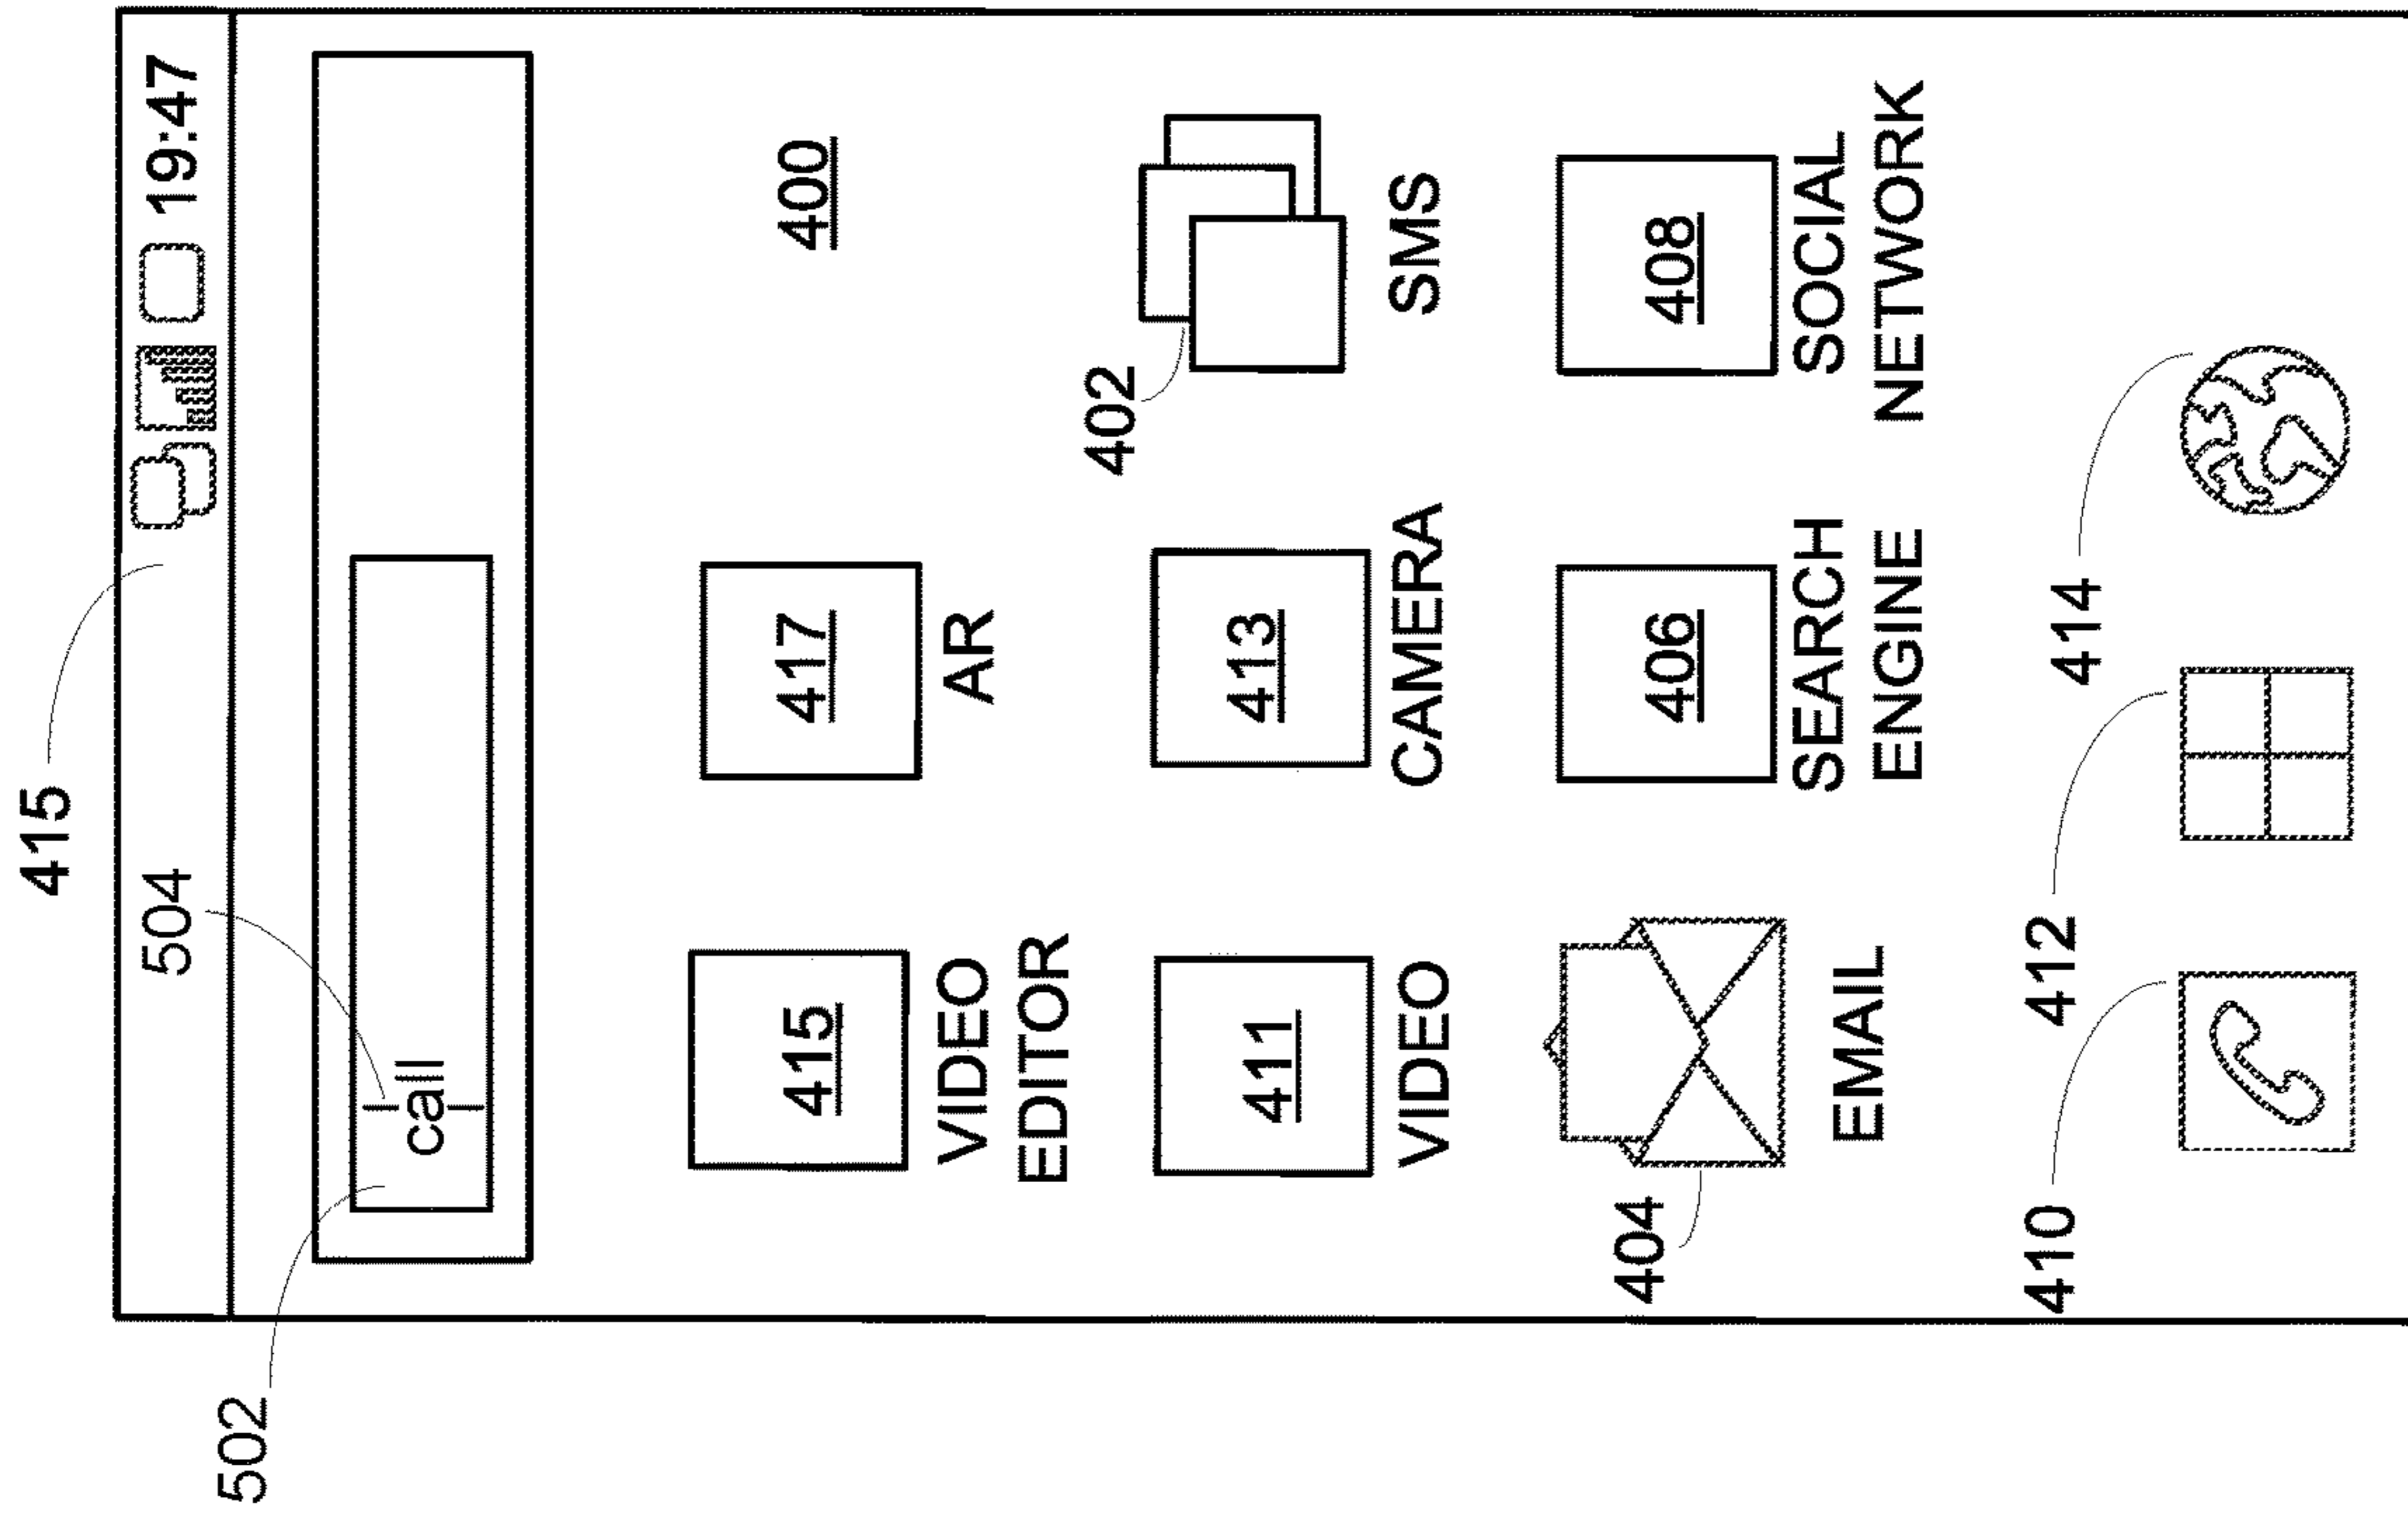 415
504
19:47
502
call
415
417
400
VIDEO
EDITOR
AR
402
411
413
VIDEO
CAMERA
SMS
404
406
408
EMAIL
SEARCH
ENGINE
SOCIAL
NETWORK
410
412
414